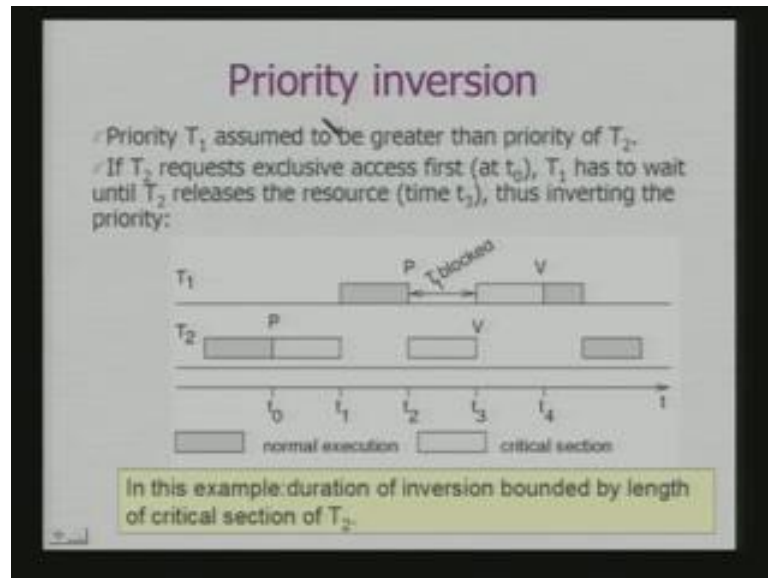 Priority inversion
Priority T₁ assumed to be greater than priority of T₂.
If T₂ requests exclusive access first (at t₀), T₁ has to wait
until T₂ releases the resource (time t₃), thus inverting the
priority:
T₁ P T₁ blocked V
T₂ P V
t₀ t₁ t₂ t₃ t₄ t
normal execution critical section
In this example:duration of inversion bounded by length
of critical section of T₂.